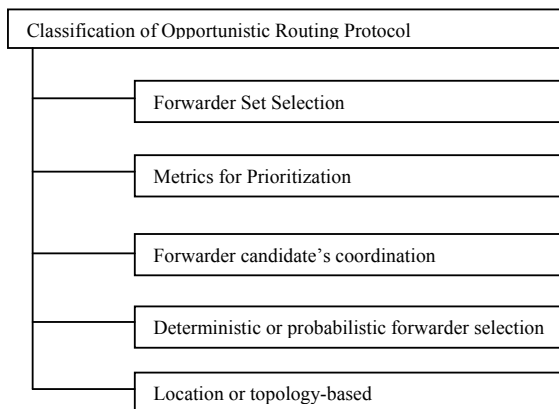 Classification of Opportunistic Routing Protocol
Forwarder Set Selection
Metrics for Prioritization
Forwarder candidate's coordination
Deterministic or probabilistic forwarder selection
Location or topology-based